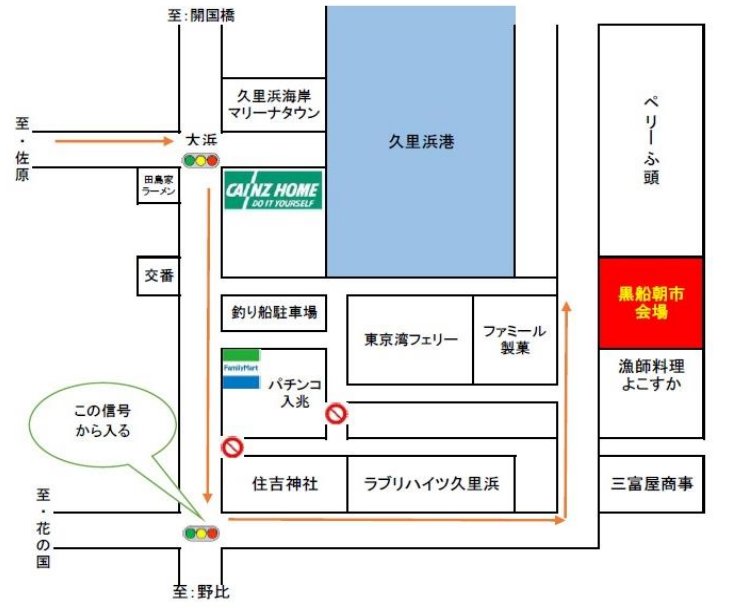 至：開国橋
久里浜海岸
マリーナタウン
至・佐原
大浜
久里浜港
ペリーふ頭
田島家
ラーメン
CAINZ HOME
DO IT YOURSELF
交番
釣り船駐車場
東京湾フェリー
ファミール
製菓
黒船朝市
会場
FamilyMart
パチンコ
入兆
漁師料理
よこすか
この信号
から入る
住吉神社
ラブリハイツ久里浜
三富屋商事
至・花の国
至：野比